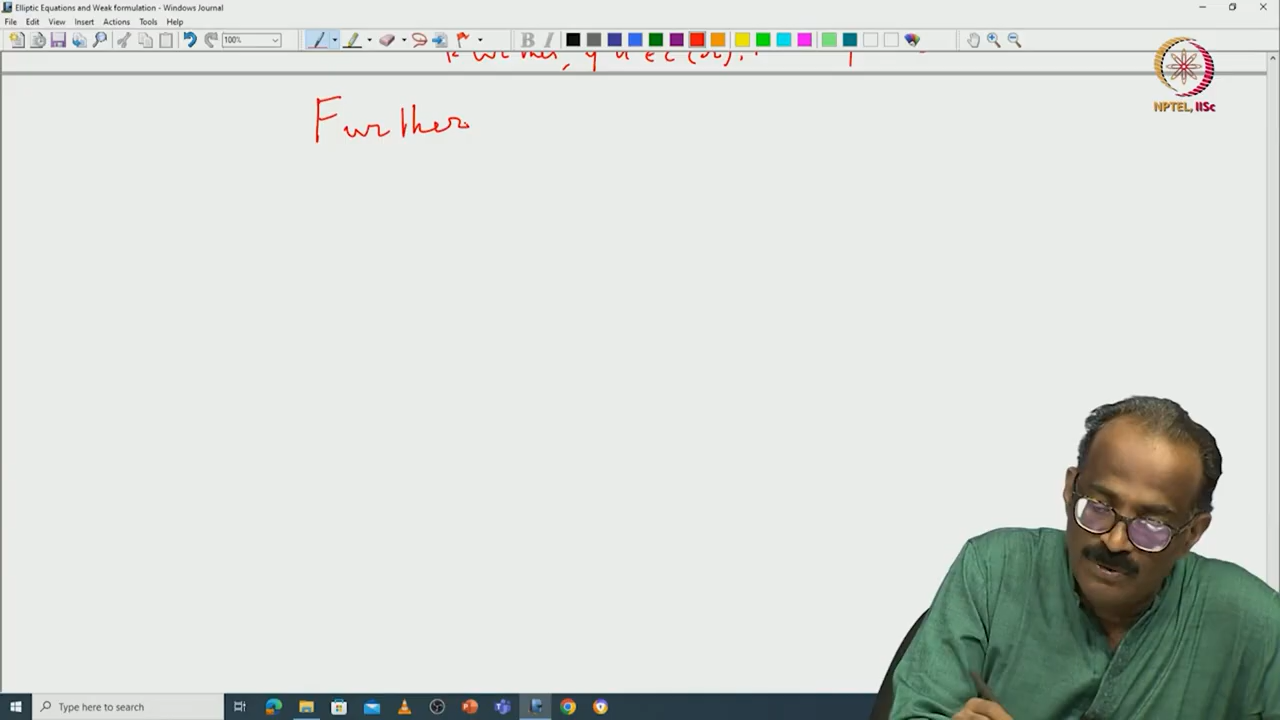 Elliptic Equations and Weak formulation - Windows Journal
File Edit View Insert Actions Tools Help
100%
B I
NPTEL, IISc
Further
Type here to search